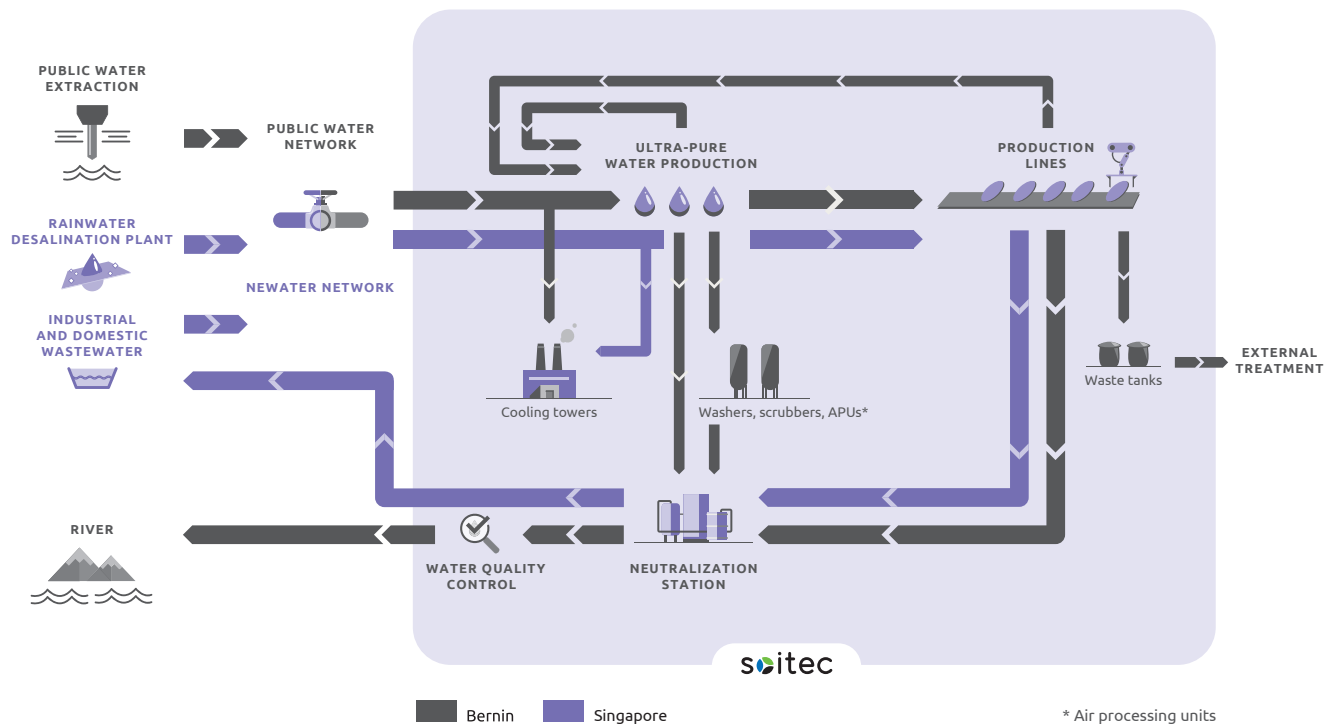 PUBLIC WATER
EXTRACTION
PUBLIC WATER
NETWORK
RAINWATER
DESALINATION PLANT
NEWATER NETWORK
INDUSTRIAL
AND DOMESTIC
WASTEWATER
RIVER
ULTRA-PURE
WATER PRODUCTION
PRODUCTION
LINES
Cooling towers
Washers, scrubbers, APUs*
Waste tanks
EXTERNAL
TREATMENT
WATER QUALITY
CONTROL
NEUTRALIZATION
STATION
soitec
Bernin
Singapore
* Air processing units